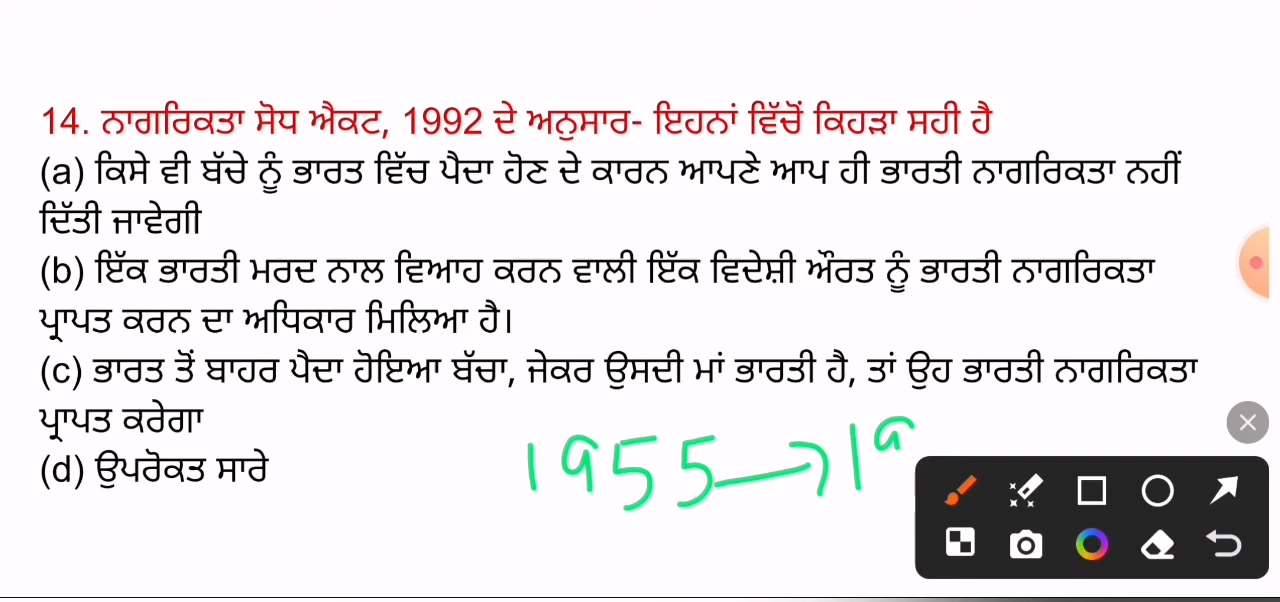 14. ਨਾਗਰਿਕਤਾ ਸੋਧ ਐਕਟ, 1992 ਦੇ ਅਨੁਸਾਰ- ਇਹਨਾਂ ਵਿੱਚੋਂ ਕਿਹੜਾ ਸਹੀ ਹੈ
(a) ਕਿਸੇ ਵੀ ਬੱਚੇ ਨੂੰ ਭਾਰਤ ਵਿੱਚ ਪੈਦਾ ਹੋਣ ਦੇ ਕਾਰਨ ਆਪਣੇ ਆਪ ਹੀ ਭਾਰਤੀ ਨਾਗਰਿਕਤਾ ਨਹੀਂ
ਦਿੱਤੀ ਜਾਵੇਗੀ
(b) ਇੱਕ ਭਾਰਤੀ ਮਰਦ ਨਾਲ ਵਿਆਹ ਕਰਨ ਵਾਲੀ ਇੱਕ ਵਿਦੇਸ਼ੀ ਔਰਤ ਨੂੰ ਭਾਰਤੀ ਨਾਗਰਿਕਤਾ
ਪ੍ਰਾਪਤ ਕਰਨ ਦਾ ਅਧਿਕਾਰ ਮਿਲਿਆ ਹੈ।
(c) ਭਾਰਤ ਤੋਂ ਬਾਹਰ ਪੈਦਾ ਹੋਇਆ ਬੱਚਾ, ਜੇਕਰ ਉਸਦੀ ਮਾਂ ਭਾਰਤੀ ਹੈ, ਤਾਂ ਉਹ ਭਾਰਤੀ ਨਾਗਰਿਕਤਾ
ਪ੍ਰਾਪਤ ਕਰੇਗਾ
(d) ਉਪਰੋਕਤ ਸਾਰੇ
1955→19